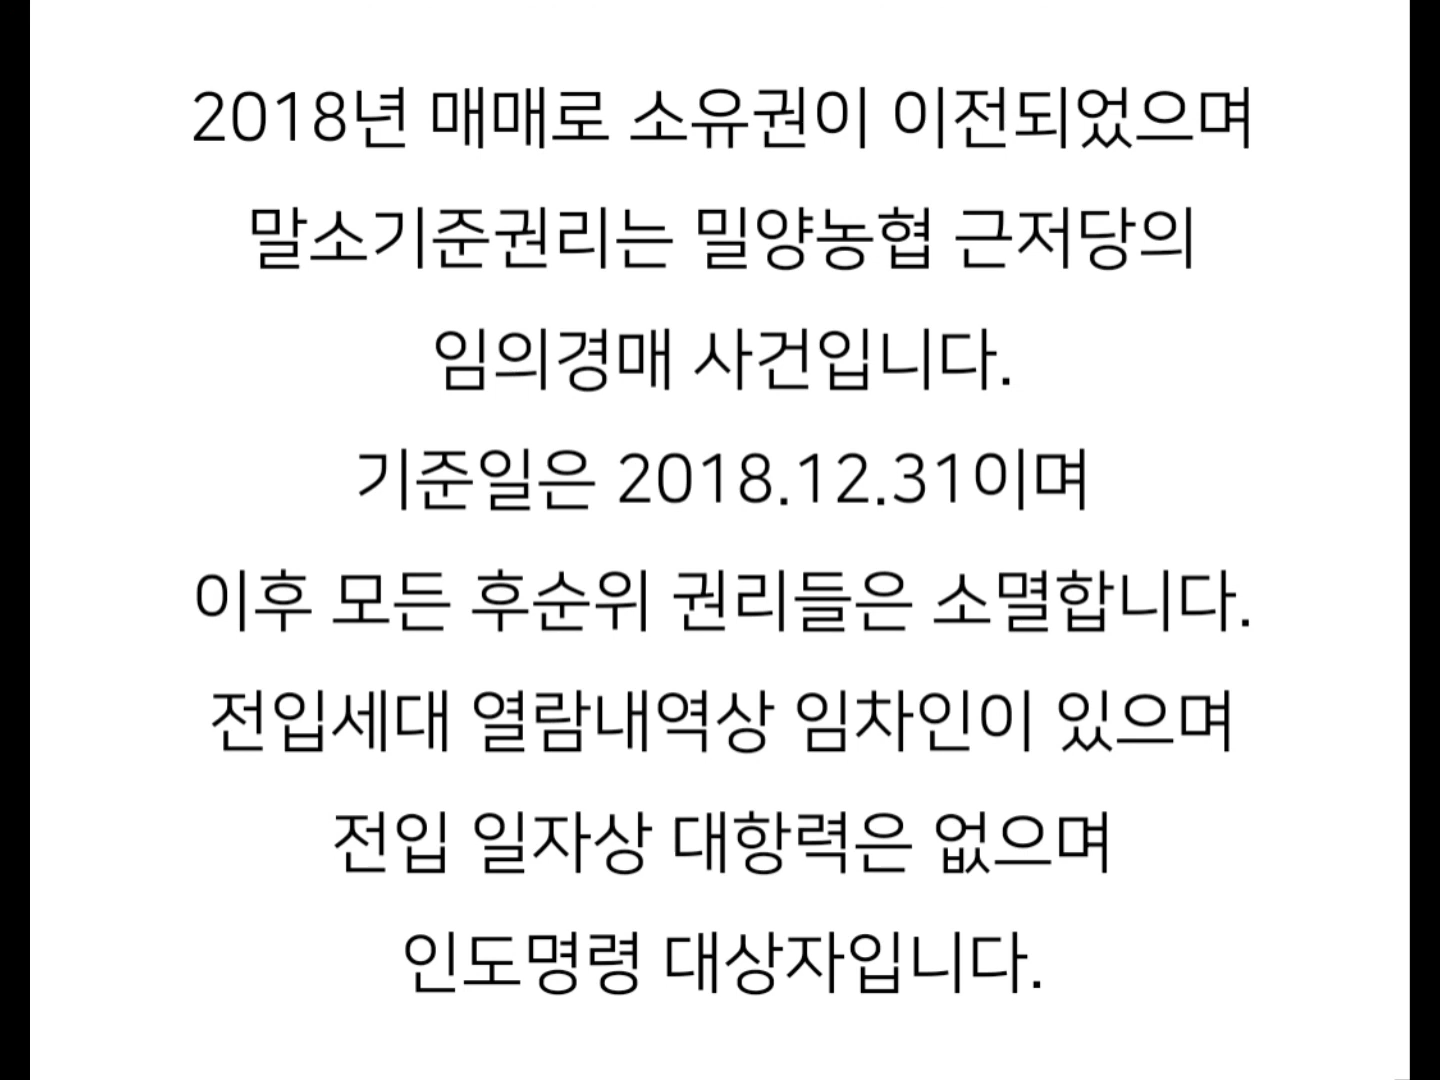 2018년 매매로 소유권이 이전되었으며
말소기준권리는 밀양농협 근저당의
임의경매 사건입니다.
기준일은 2018.12.31이며
이후 모든 후순위 권리들은 소멸합니다.
전입세대 열람내역상 임차인이 있으며
전입 일자상 대항력은 없으며
인도명령 대상자입니다.